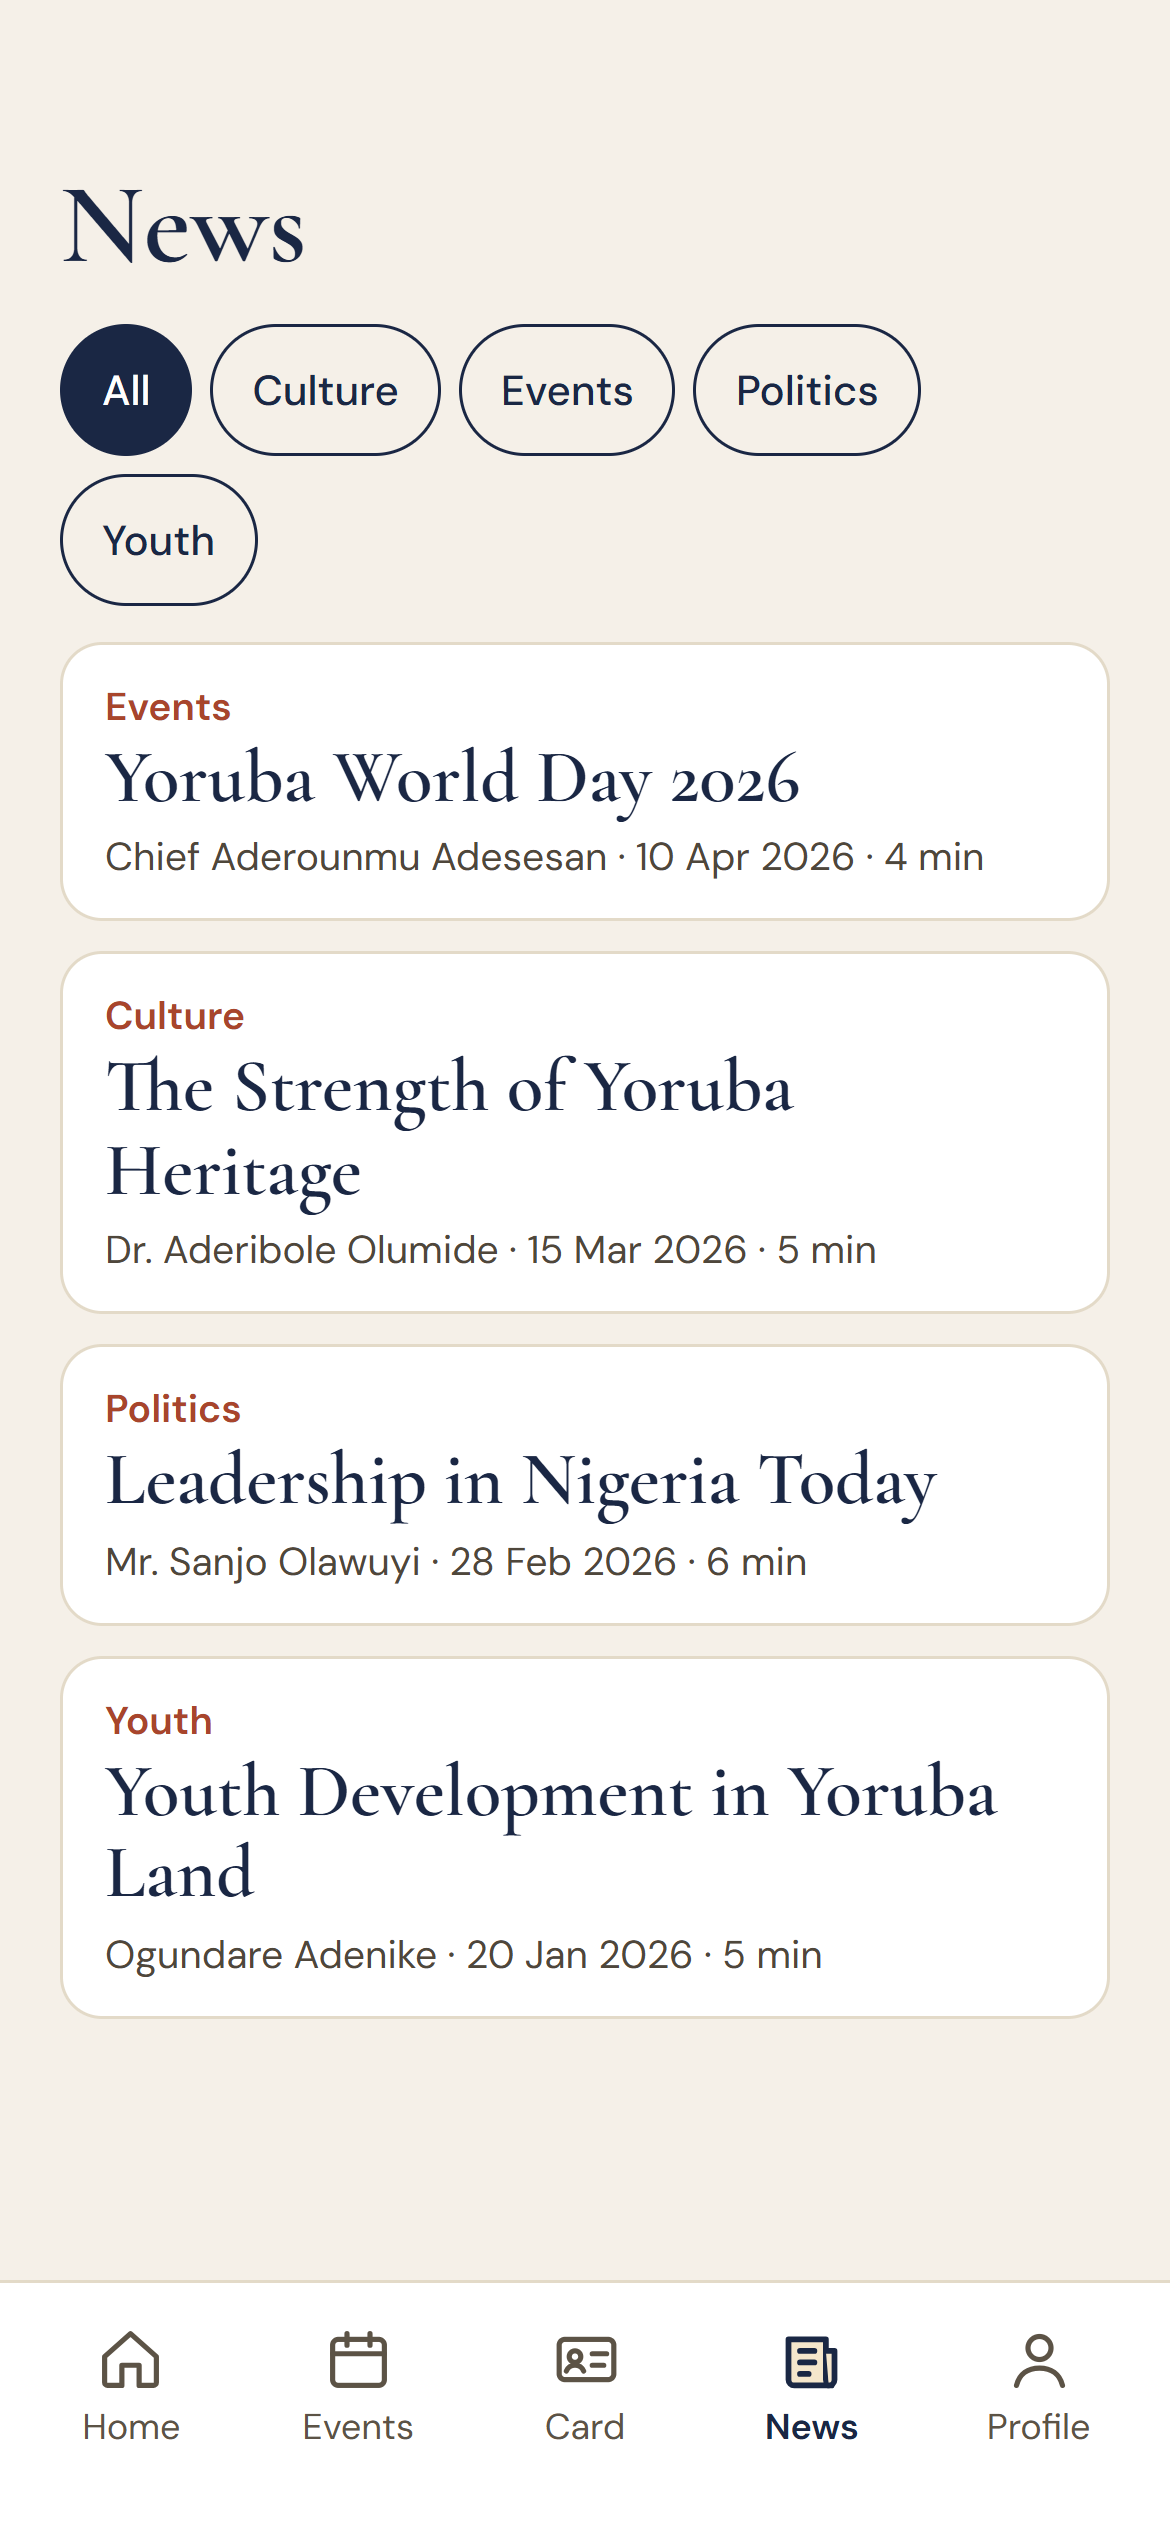 News
All Culture Events Politics
Youth
Events
Yoruba World Day 2026
Chief Aderounmu Adesesan · 10 Apr 2026 · 4 min
Culture
The Strength of Yoruba
Heritage
Dr. Aderibole Olumide · 15 Mar 2026 · 5 min
Politics
Leadership in Nigeria Today
Mr. Sanjo Olawuyi · 28 Feb 2026 · 6 min
Youth
Youth Development in Yoruba
Land
Ogundare Adenike · 20 Jan 2026 · 5 min
Home Events Card News Profile